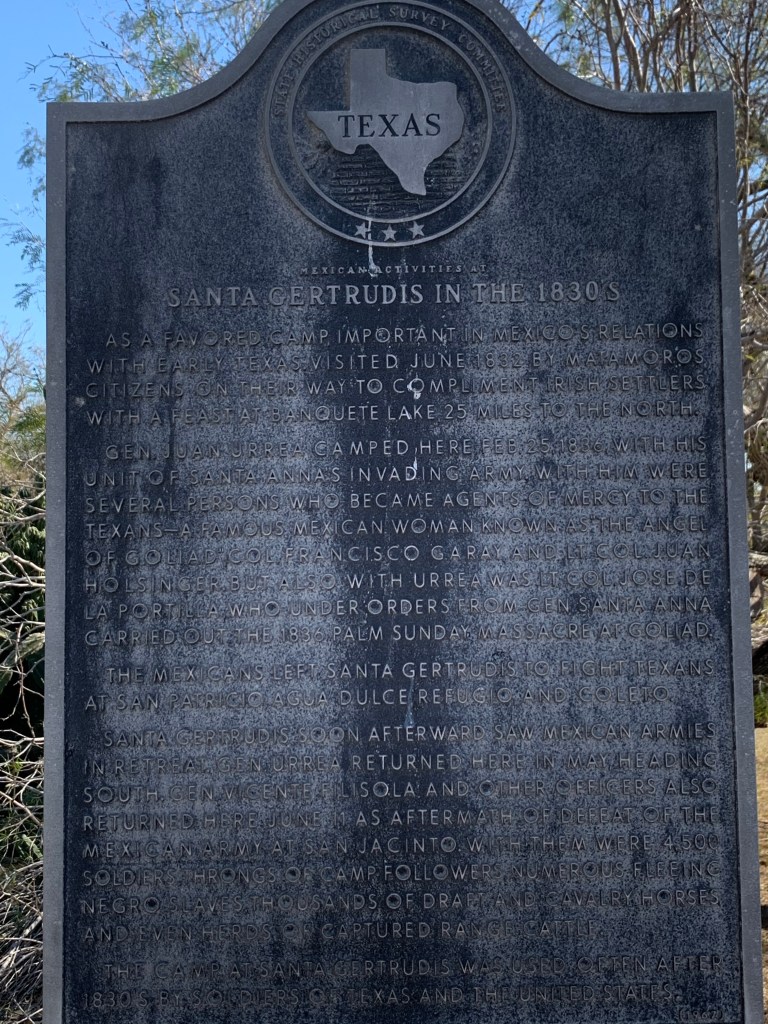 STATE HISTORICAL SURVEY COMMITTEE
TEXAS
MEXICAN ACTIVITIES AT
SANTA GERTRUDIS IN THE 1830'S
AS A FAVORED CAMP, IMPORTANT IN MEXICO'S RELATIONS
WITH EARLY TEXAS. VISITED JUNE 1832 BY MATAMOROS
CITIZENS ON THEIR WAY TO COMPLIMENT IRISH SETTLERS
WITH A FEAST AT BANQUETE LAKE, 25 MILES TO THE NORTH.
GEN. JUAN URREA CAMPED HERE FEB. 25, 1836, WITH HIS
UNIT OF SANTA ANNA'S INVADING ARMY. WITH HIM WERE
SEVERAL PERSONS WHO BECAME AGENTS OF MERCY TO THE
TEXANS—A FAMOUS MEXICAN WOMAN KNOWN AS "THE ANGEL
OF GOLIAD," COL. FRANCISCO GARAY AND LT. COL. JUAN
HOLSINGER. BUT ALSO WITH URREA WAS LT. COL. JOSE DE
LA PORTILLA, WHO UNDER ORDERS FROM GEN. SANTA ANNA
CARRIED OUT THE 1836 PALM SUNDAY MASSACRE AT GOLIAD.
THE MEXICANS LEFT SANTA GERTRUDIS TO FIGHT TEXANS
AT SAN PATRICIO, AGUA DULCE, REFUGIO AND COLETO.
SANTA GERTRUDIS SOON AFTERWARD SAW MEXICAN ARMIES
IN RETREAT. GEN. URREA RETURNED HERE IN MAY, HEADING
SOUTH. GEN. VICENTE FILISOLA AND OTHER OFFICERS ALSO
RETURNED HERE JUNE 11 AS AFTERMATH OF DEFEAT OF THE
MEXICAN ARMY AT SAN JACINTO. WITH THEM WERE 4,500
SOLDIERS, THRONGS OF CAMP FOLLOWERS, NUMEROUS FLEEING
NEGRO SLAVES, THOUSANDS OF DRAFT AND CAVALRY HORSES
AND EVEN HERDS OF CAPTURED RANGE CATTLE.
THE CAMP AT SANTA GERTRUDIS WAS USED OFTEN AFTER
1830'S BY SOLDIERS OF TEXAS AND THE UNITED STATES.
(1967)